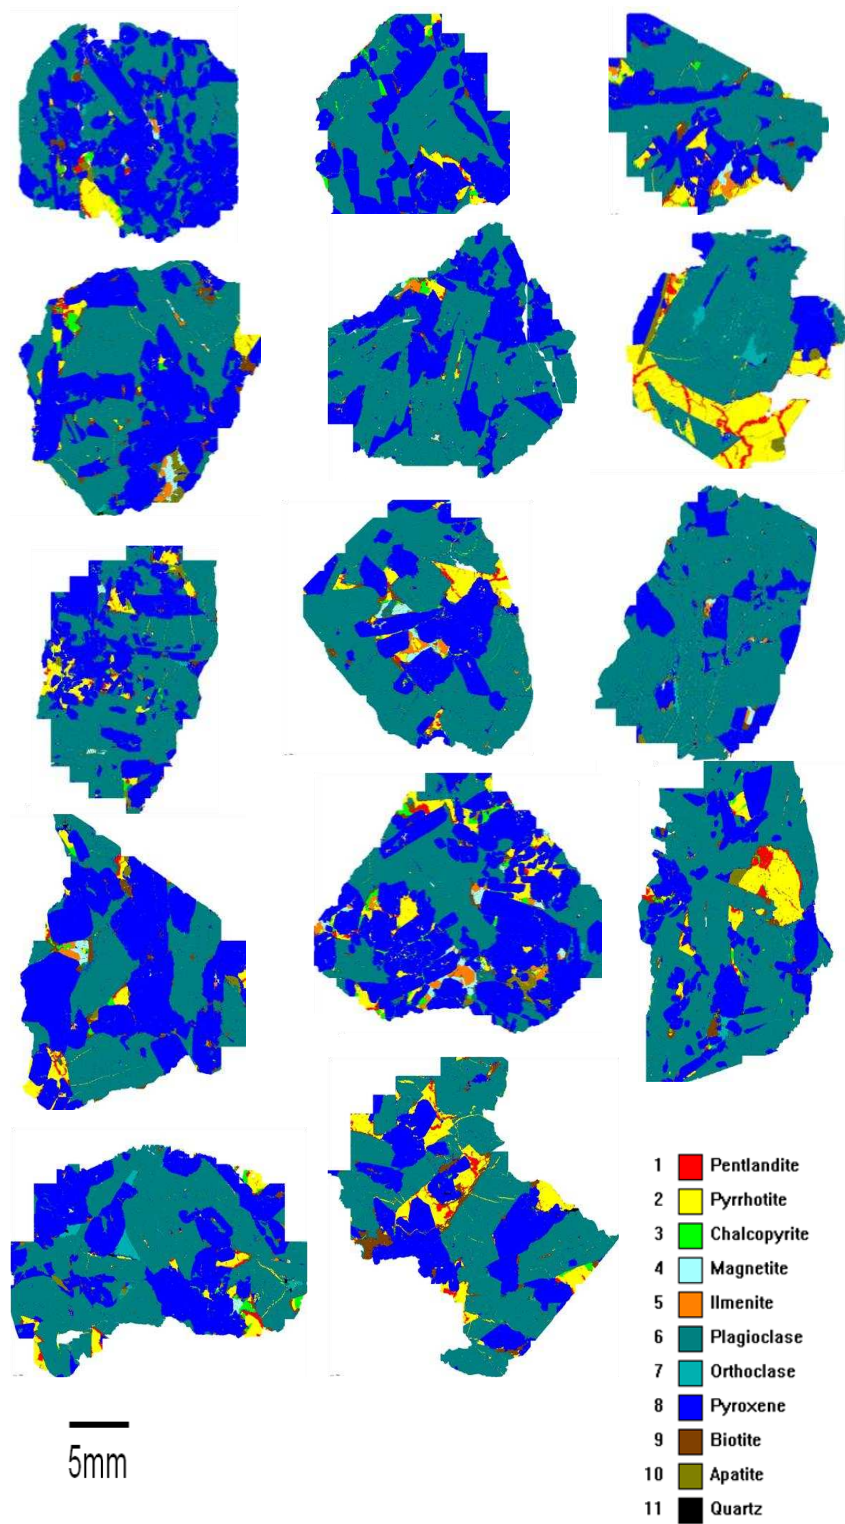 1 Pentlandite
2 Pyrrhotite
3 Chalcopyrite
4 Magnetite
5 Ilmenite
6 Plagioclase
7 Orthoclase
8 Pyroxene
9 Biotite
10 Apatite
11 Quartz
5mm